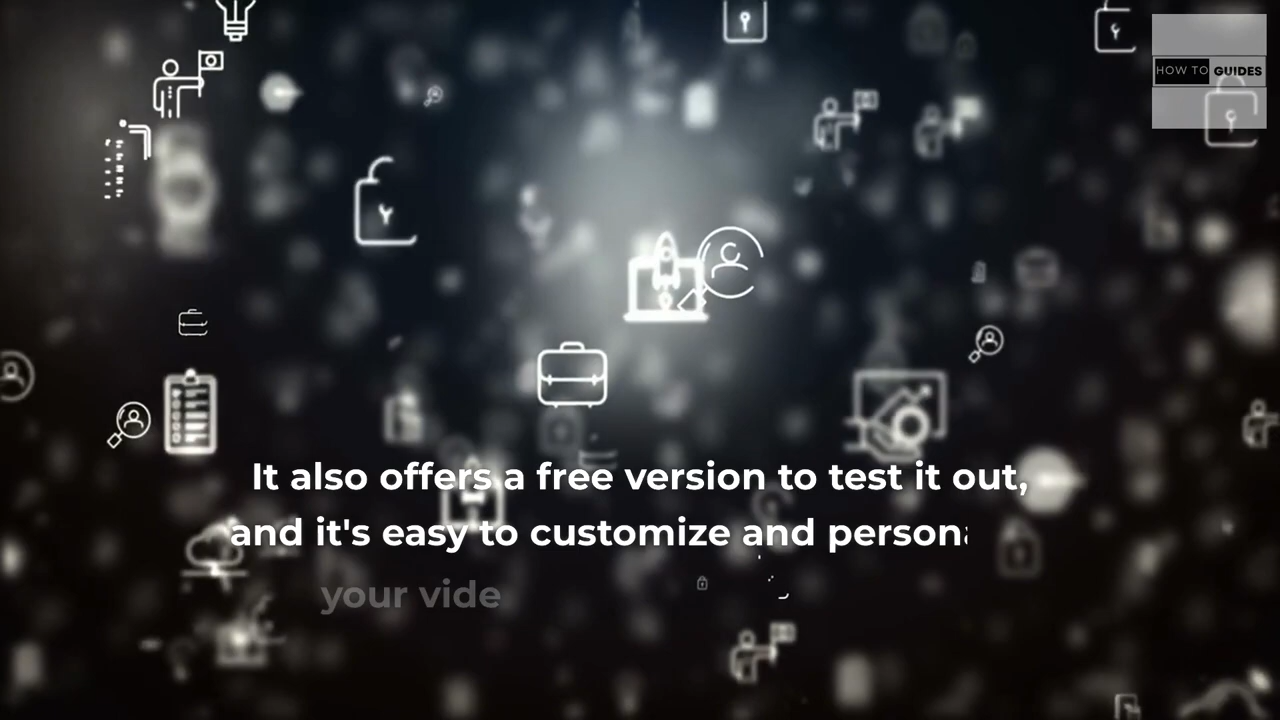 HOW TO GUIDES
It also offers a free version to test it out,
and it's easy to customize and person
your vide